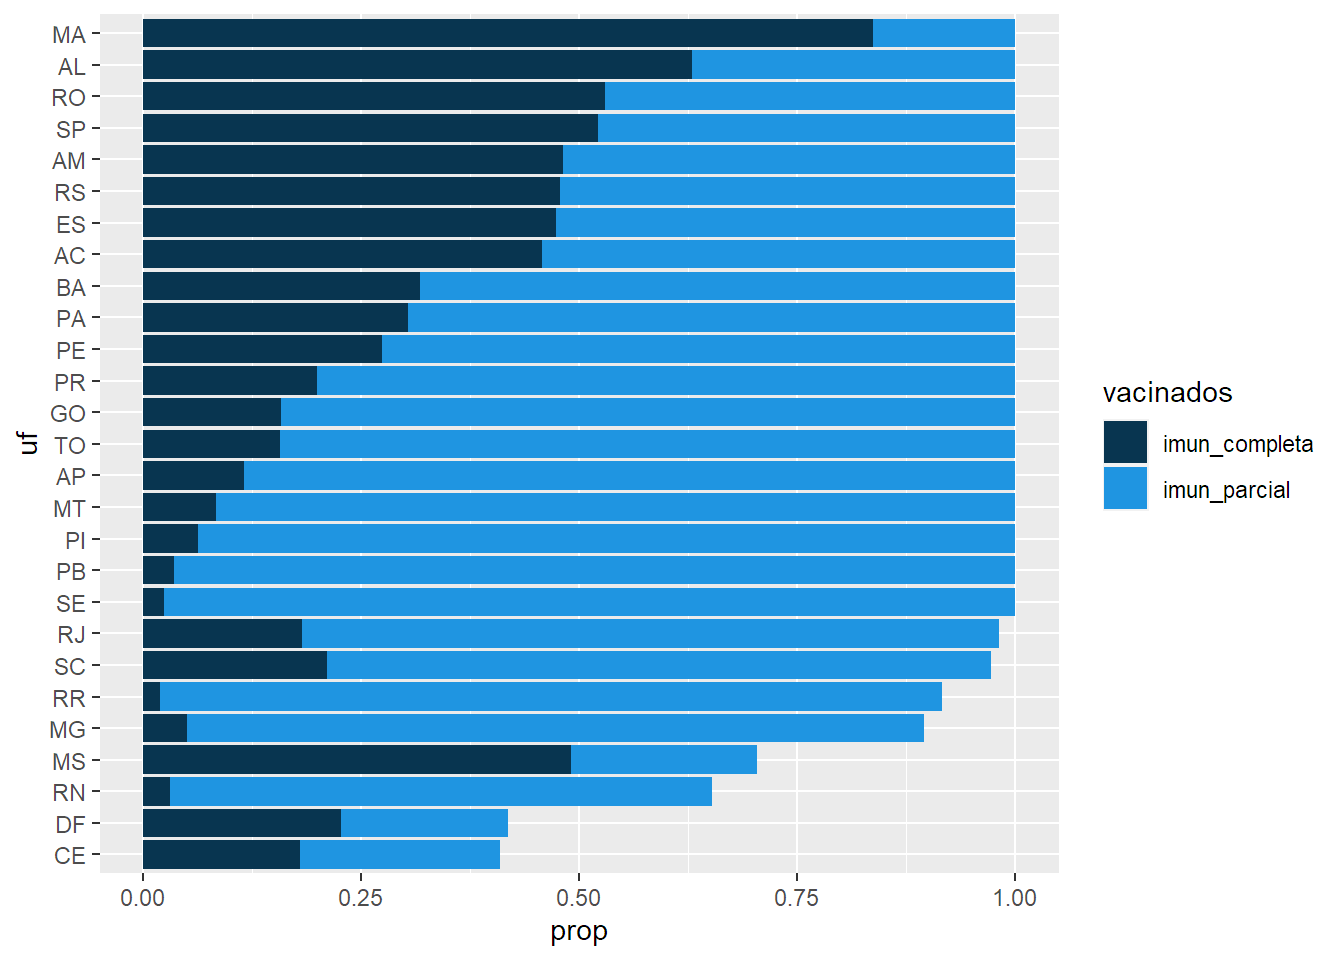 MA
AL
RO
SP
AM
RS
ES
AC
BA
PA
PE
PR
GO
TO
AP
MT
PI
PB
SE
RJ
SC
RR
MG
MS
RN
DF
CE
uf
0.00 0.25 0.50 0.75 1.00
prop
vacinados
imun_completa
imun_parcial